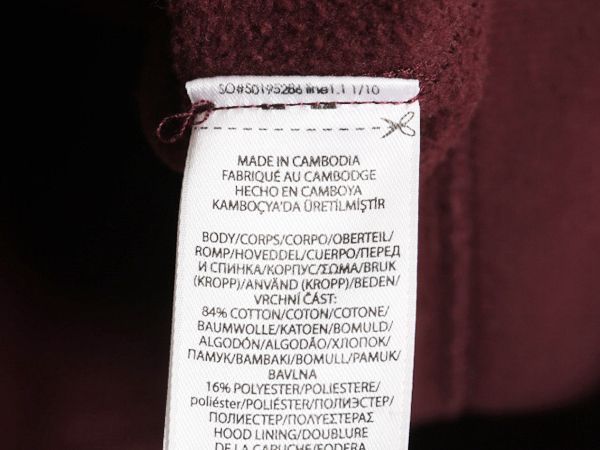 SO#S0195286 line1.1 1/10
MADE IN CAMBODIA
FABRIQUÉ AU CAMBODGE
HECHO EN CAMBOYA
KAMBOÇYA'DA ÜRETİLMİŞTİR
BODY/CORPS/CORPO/OBERTEIL/
ROMP/HOVEDDEL/CUERPO/ПЕРЕД
И СПИНКА/КОРПУС/ΣΩΜΑ/BRUK
(KROPP)/ANVÄND (KROPP)/BEDEN/
VRCHNÍ ČÁST:
84% COTTON/COTON/COTONE/
BAUMWOLLE/KATOEN/BOMULD/
ALGODÓN/ALGODÃO/ХЛОПОК/
ПАМУК/ΒΑΜΒΑΚΙ/BOMULL/PAMUK/
BAVLNA
16% POLYESTER/POLIESTERE/
poliéster/POLIÉSTER/ПОЛИЭСТЕР/
ПОЛИЕСТЕР/ΠΟΛΥΕΣΤΕΡΑΣ
HOOD LINING/DOUBLURE
DE LA CAPUCHE/FODERA